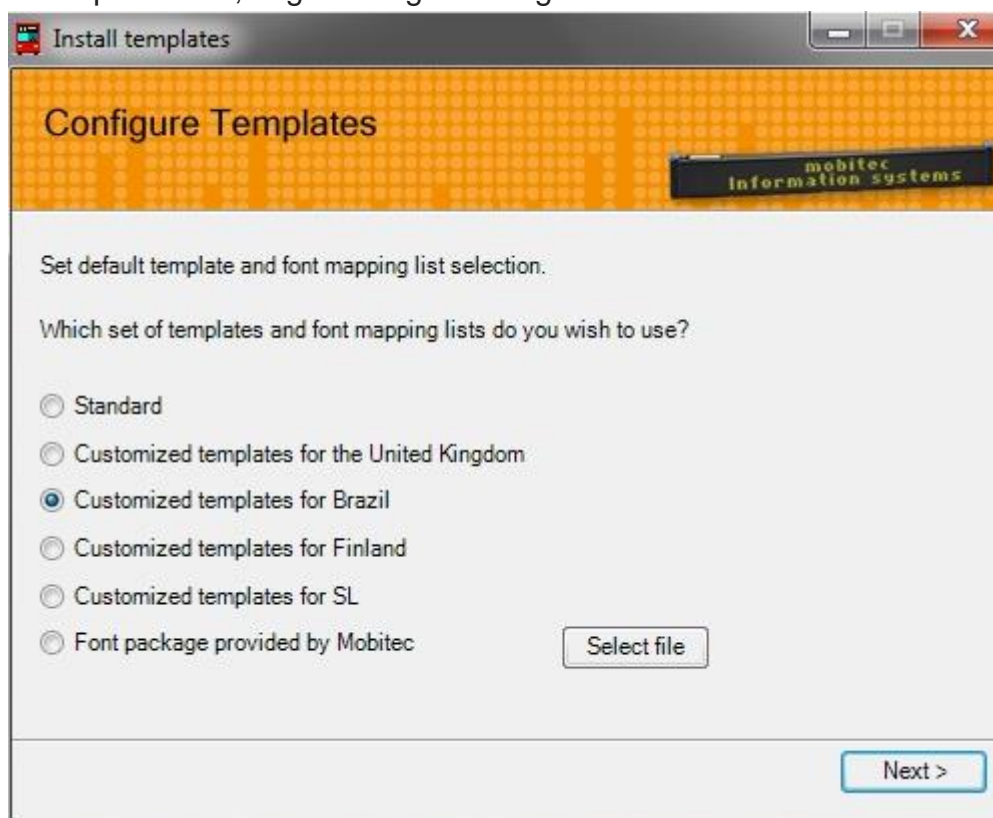 Install templates
Configure Templates
mobitec
Information systems
Set default template and font mapping list selection.
Which set of templates and font mapping lists do you wish to use?
Standard
Customized templates for the United Kingdom
Customized templates for Brazil
Customized templates for Finland
Customized templates for SL
Font package provided by Mobitec
Select file
Next >